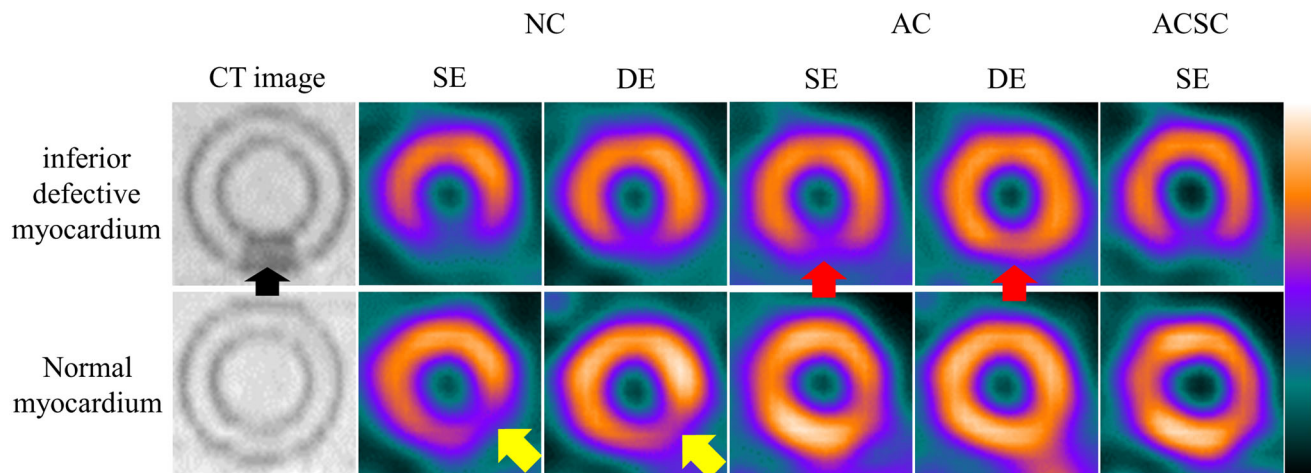 NC AC ACSC
CT image SE DE SE DE SE
inferior
defective
myocardium
Normal
myocardium